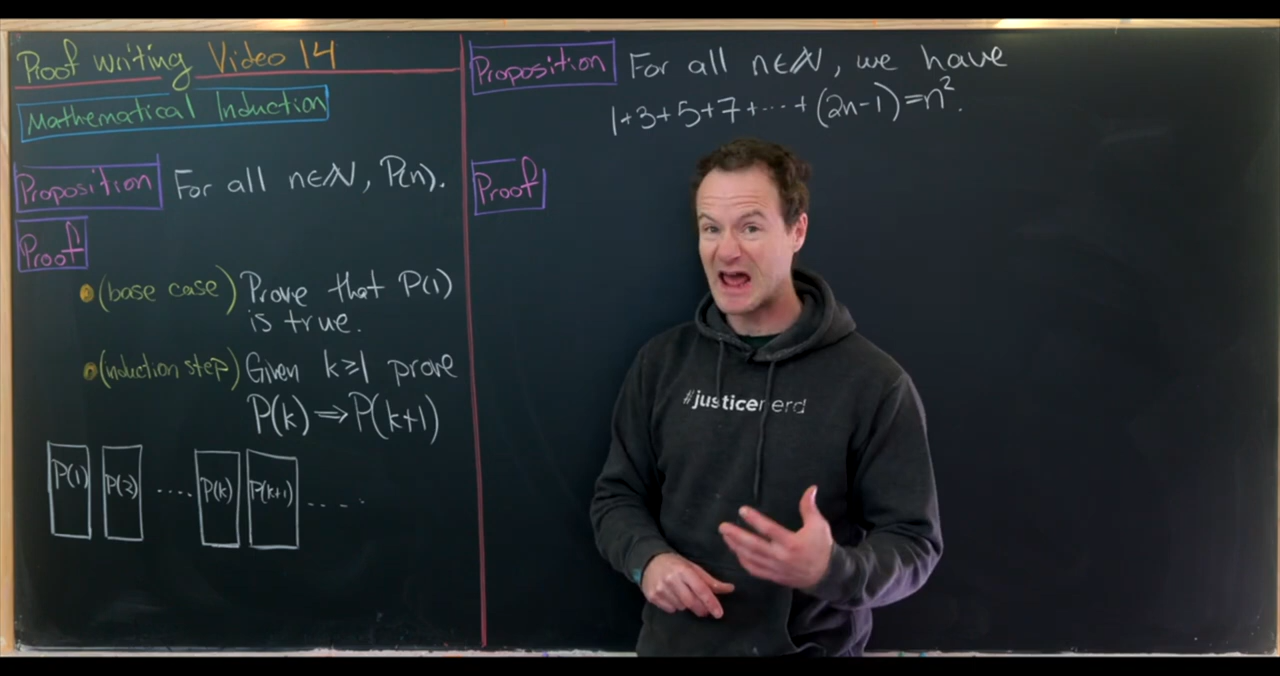 Proof writing Video 14
Mathematical Induction
Proposition For all n∈ℕ, P(n).
Proof
• (base case) Prove that P(1)
is true.
• (induction step) Given k≥1 prove
P(k)⟹P(k+1)
P(1) P(2) .... P(k) P(k+1) .....
Proposition For all n∈ℕ, we have
1+3+5+7+⋯+(2n-1)=n².
Proof
#justicenerd